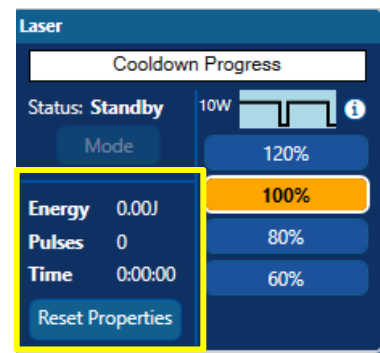 Laser
Cooldown Progress
Status: Standby
10W
Mode
120%
100%
80%
60%
Energy 0.00J
Pulses 0
Time 0:00:00
Reset Properties